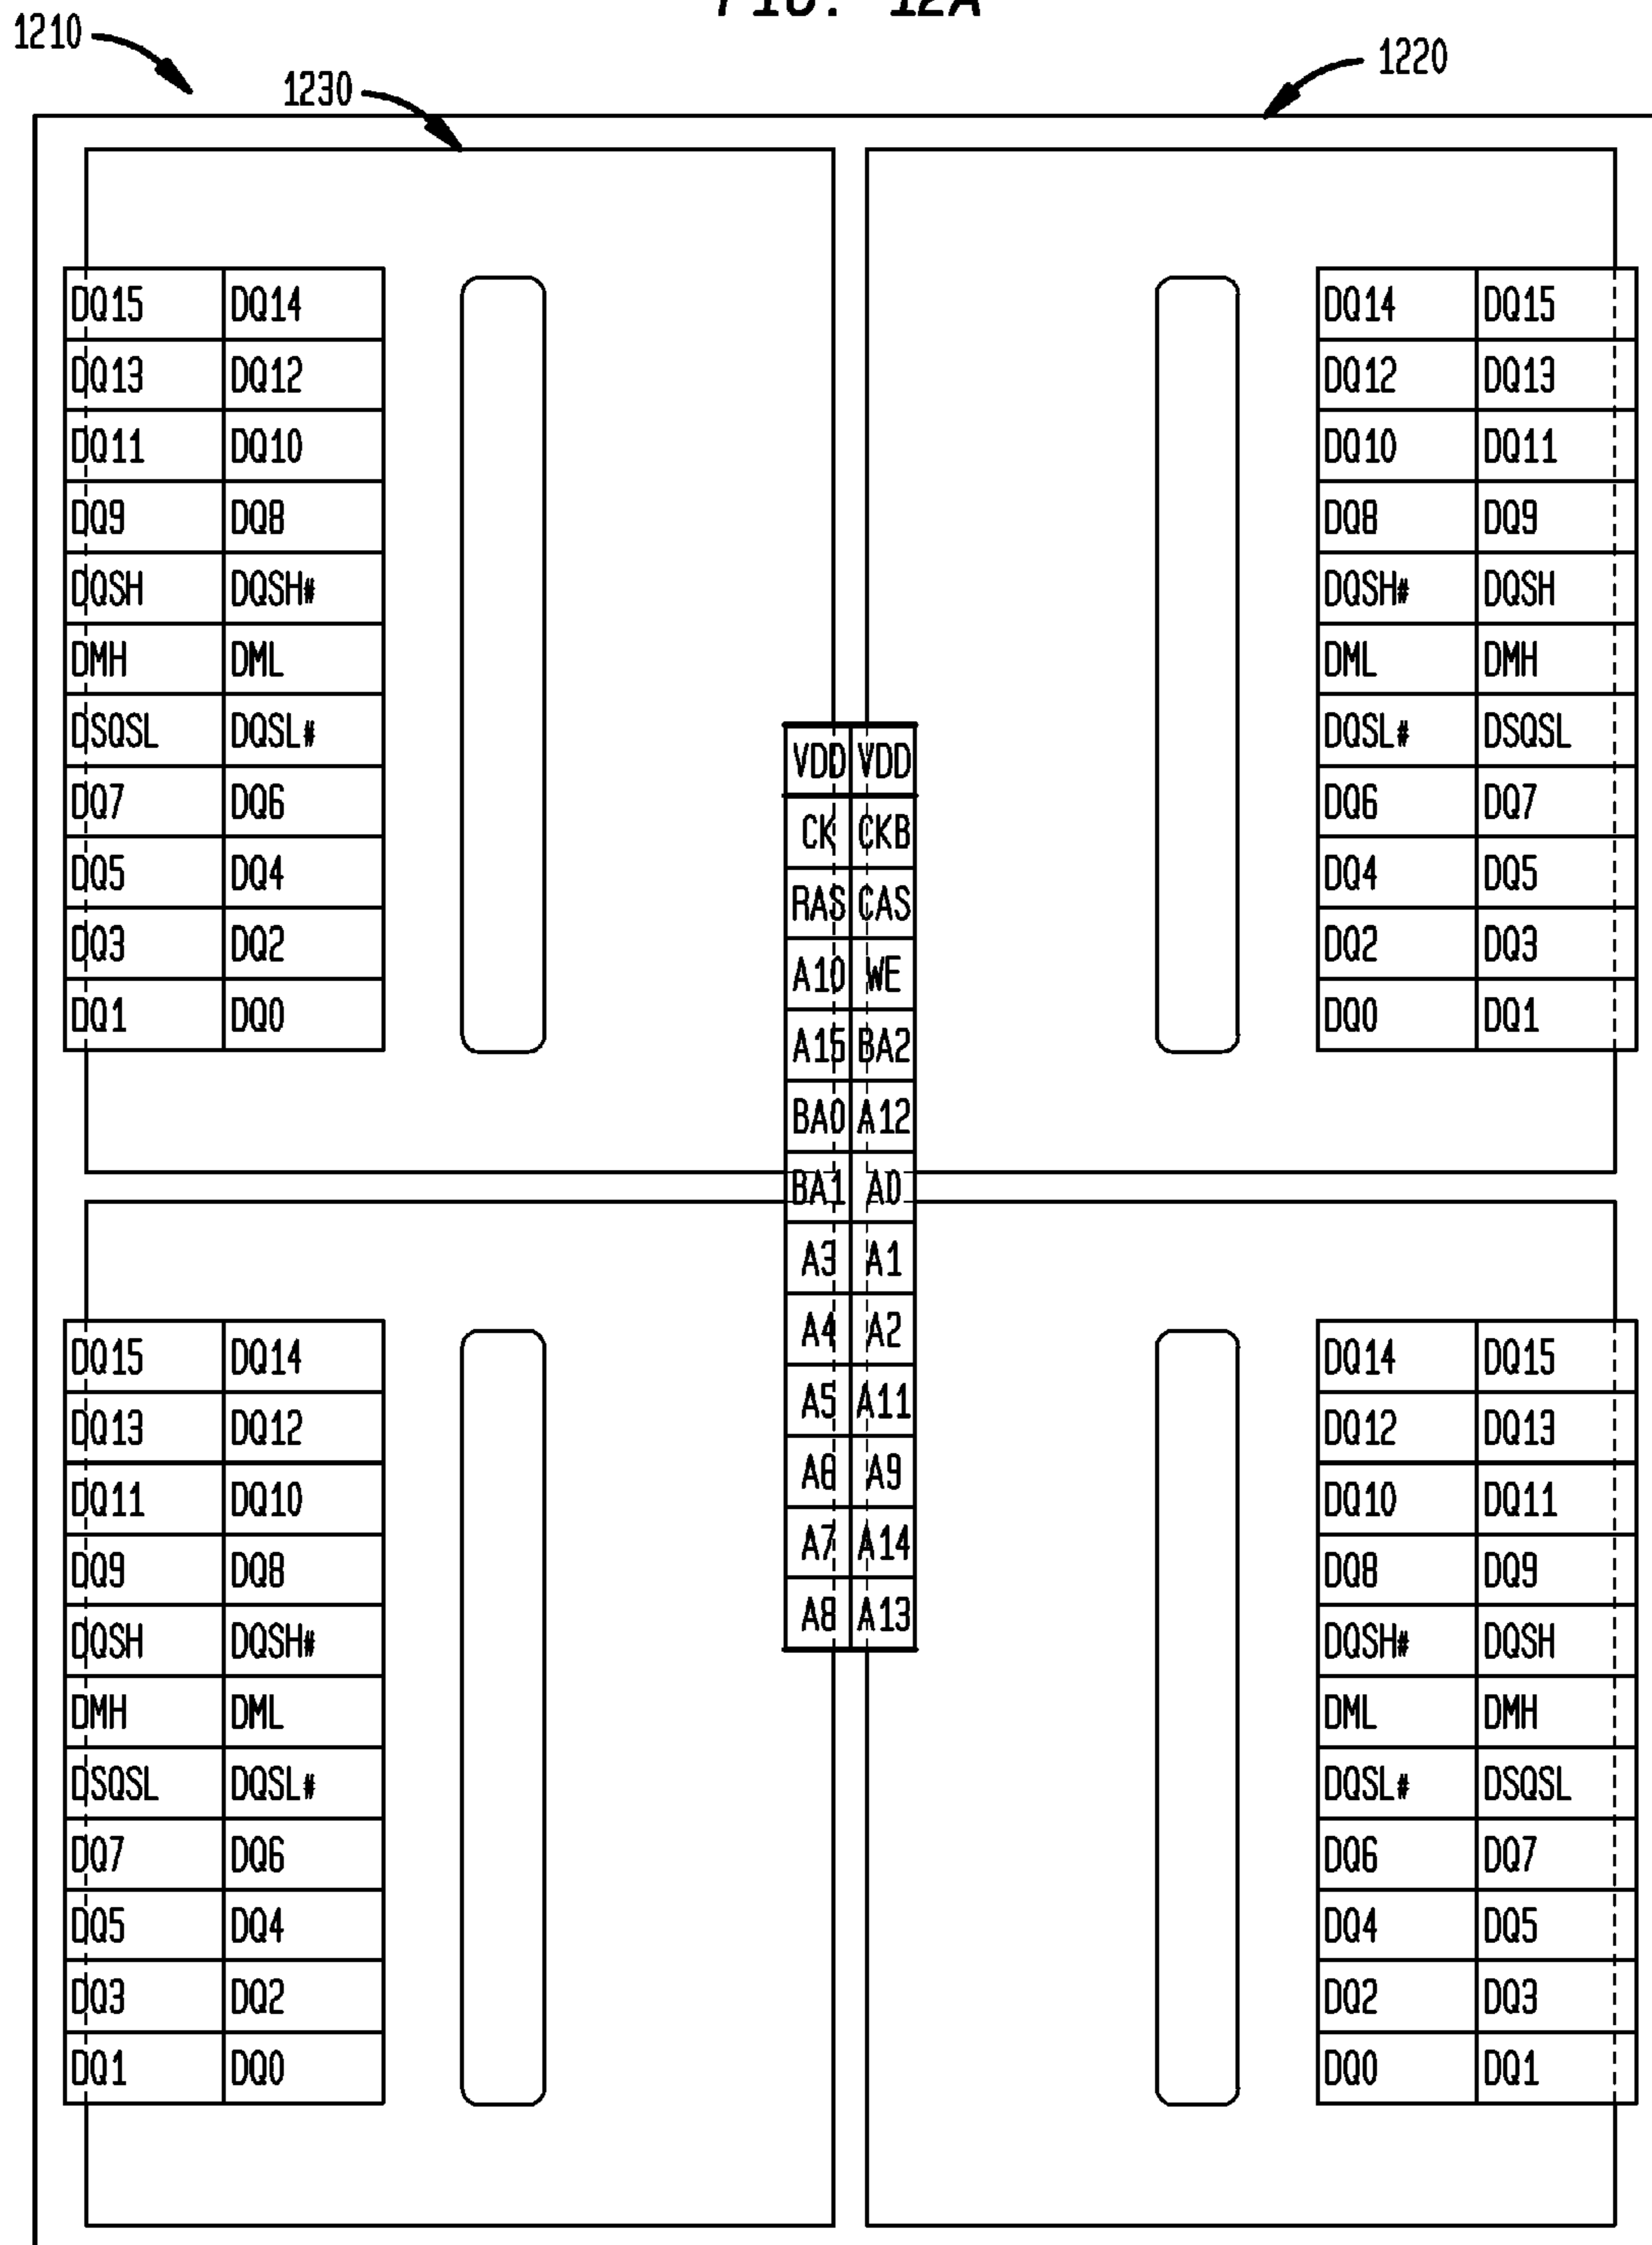 FIG. 12A
1210
1230
1220
DQ15 DQ14 DQ14 DQ15
DQ13 DQ12 DQ12 DQ13
DQ11 DQ10 DQ10 DQ11
DQ9 DQ8 DQ8 DQ9
DQSH DQSH# DQSH# DQSH
DMH DML DML DMH
DSQSL DQSL# DQSL# DSQSL
VDD VDD
DQ7 DQ6 DQ6 DQ7
CK CKB
DQ5 DQ4 DQ4 DQ5
RAS CAS
DQ3 DQ2 DQ2 DQ3
A10 WE
DQ1 DQ0 DQ0 DQ1
A15 BA2
BA0 A12
BA1 A0
A3 A1
A4 A2
DQ15 DQ14 DQ14 DQ15
A5 A11
DQ13 DQ12 DQ12 DQ13
A6 A9
DQ11 DQ10 DQ10 DQ11
A7 A14
DQ9 DQ8 DQ8 DQ9
A8 A13
DQSH DQSH# DQSH# DQSH
DMH DML DML DMH
DSQSL DQSL# DQSL# DSQSL
DQ7 DQ6 DQ6 DQ7
DQ5 DQ4 DQ4 DQ5
DQ3 DQ2 DQ2 DQ3
DQ1 DQ0 DQ0 DQ1